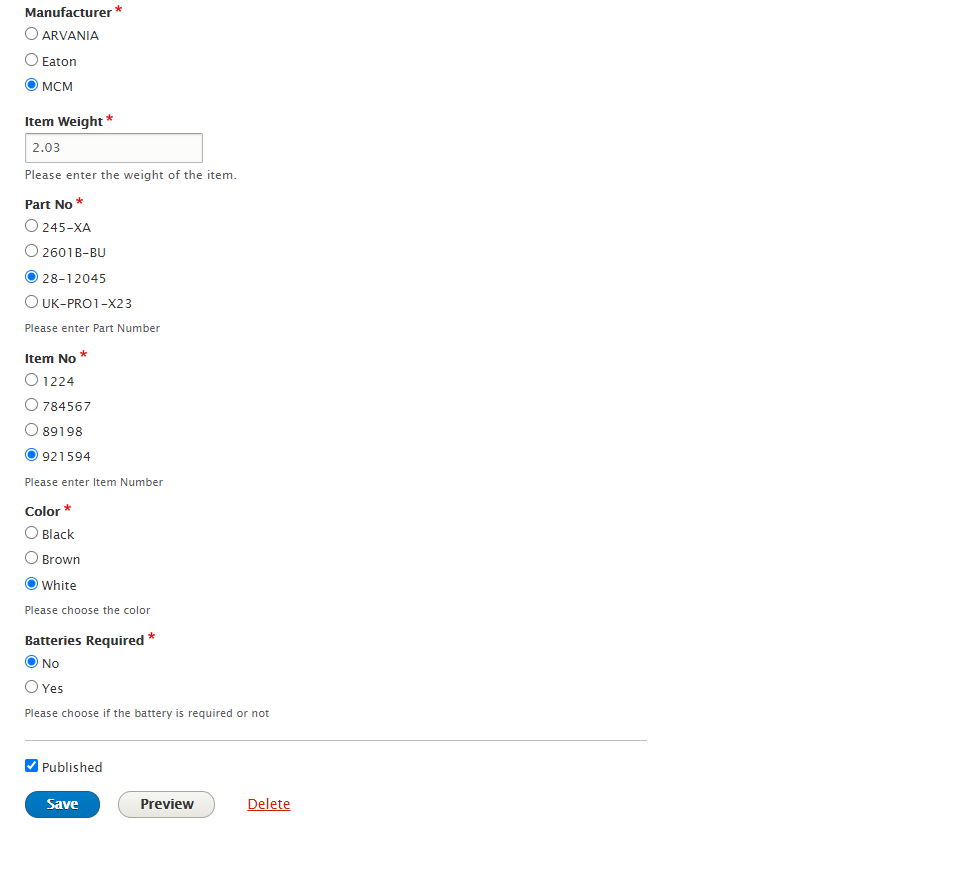 Manufacturer *
ARVANIA
Eaton
MCM
Item Weight *
2.03
Please enter the weight of the item.
Part No *
245-XA
2601B-BU
28-12045
UK-PRO1-X23
Please enter Part Number
Item No *
1224
784567
89198
921594
Please enter Item Number
Color *
Black
Brown
White
Please choose the color
Batteries Required *
No
Yes
Please choose if the battery is required or not
Published
Save Preview Delete